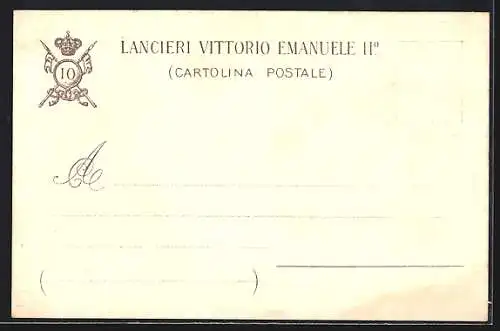 LANCIERI VITTORIO EMANUELE IIº
(CARTOLINA POSTALE)
10
A
( )